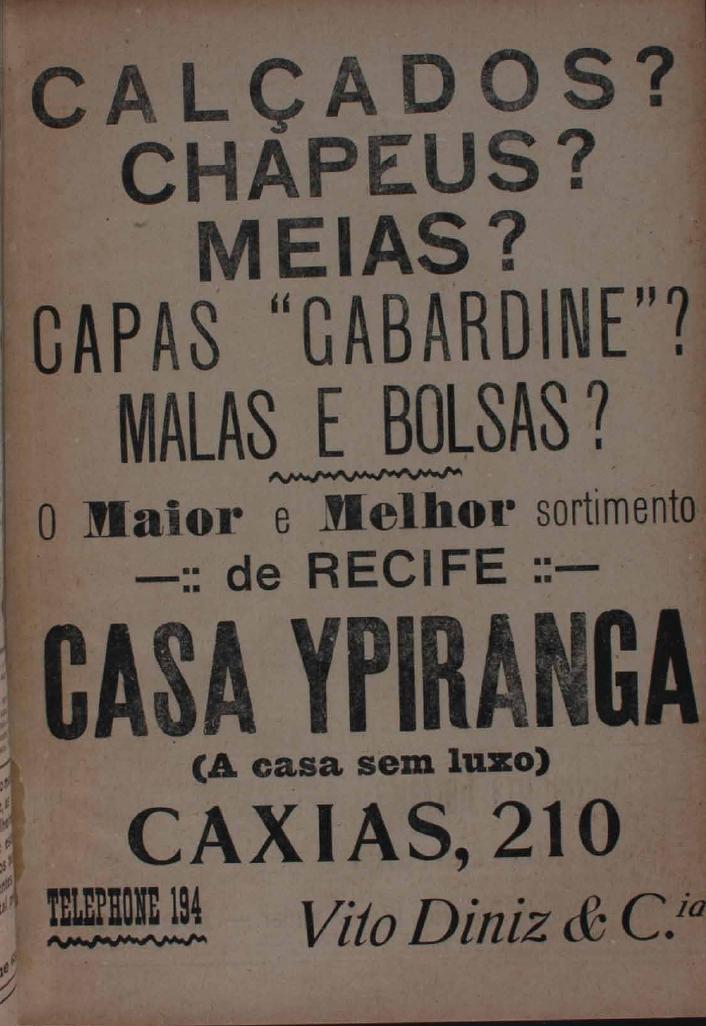 CALÇADOS?
CHAPEUS?
MEIAS?
CAPAS "GABARDINE"?
MALAS E BOLSAS?
O Maior e Melhor sortimento
—:: de RECIFE ::—
CASA YPIRANGA
(A casa sem luxo)
CAXIAS, 210
TELEPHONE 194
Vito Diniz & C.ia